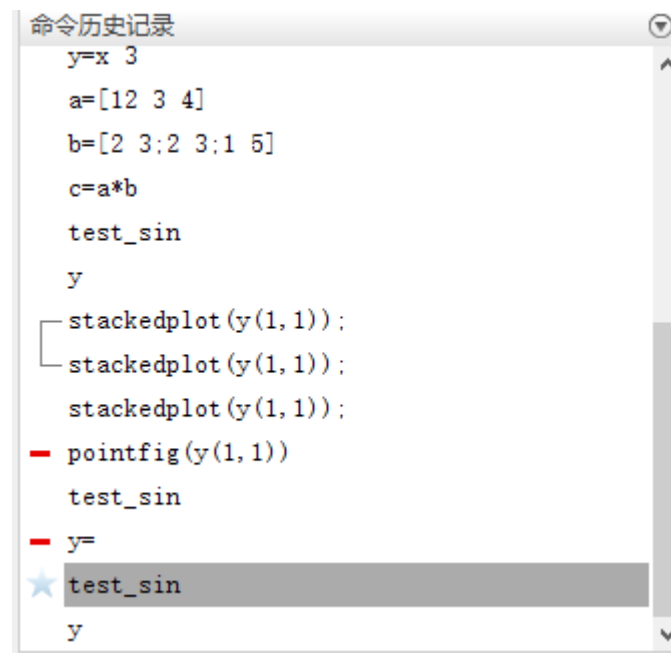 命令历史记录
y=x 3
a=[12 3 4]
b=[2 3;2 3;1 5]
c=a*b
test_sin
y
stackedplot(y(1,1));
stackedplot(y(1,1));
stackedplot(y(1,1));
pointfig(y(1,1))
test_sin
y=
test_sin
y